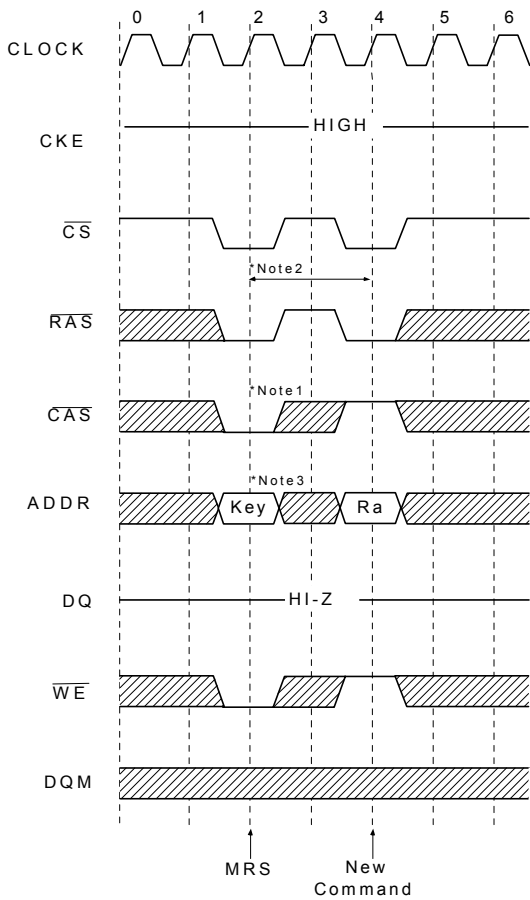 0 1 2 3 4 5 6
CLOCK
HIGH
CKE
CS
*Note2
RAS
*Note1
CAS
*Note3
ADDR
Key
Ra
DQ
HI-Z
WE
DQM
MRS
New
Command